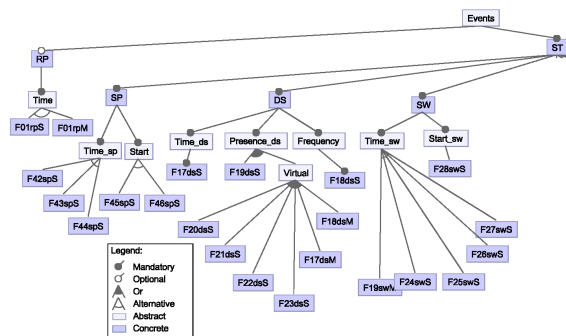 Events
RP
ST
Time
SP
DS
SW
F01rpS
F01rpM
Time_sp
Start
Time_ds
Presence_ds
Frequency
Time_sw
Start_sw
F42spS
F43spS
F44spS
F45spS
F46spS
F17dsS
F19dsS
Virtual
F18dsS
F28swS
F20dsS
F21dsS
F22dsS
F23dsS
F17dsM
F18dsM
F19swM
F24swS
F25swS
F26swS
F27swS
Legend:
Mandatory
Optional
Or
Alternative
Abstract
Concrete